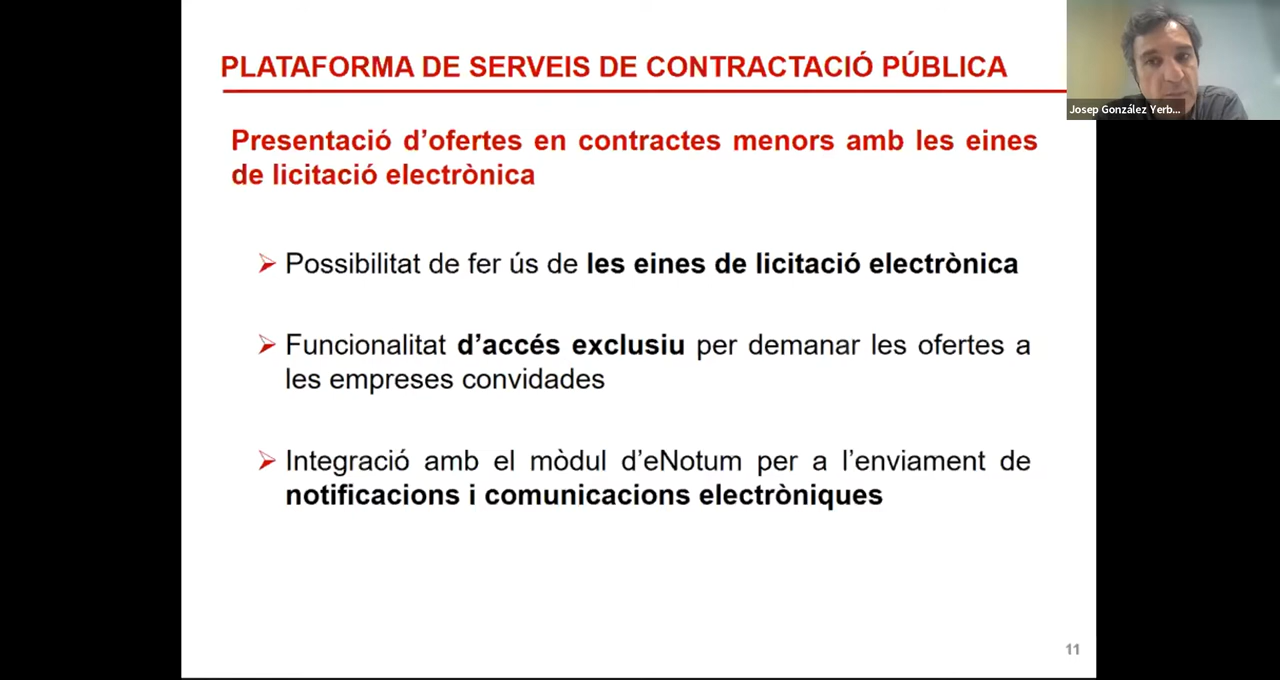 PLATAFORMA DE SERVEIS DE CONTRACTACIÓ PÚBLICA
Josep González Yerb...
Presentació d’ofertes en contractes menors amb les eines
de licitació electrònica
Possibilitat de fer ús de les eines de licitació electrònica
Funcionalitat d’accés exclusiu per demanar les ofertes a
les empreses convidades
Integració amb el mòdul d’eNotum per a l’enviament de
notificacions i comunicacions electròniques
11